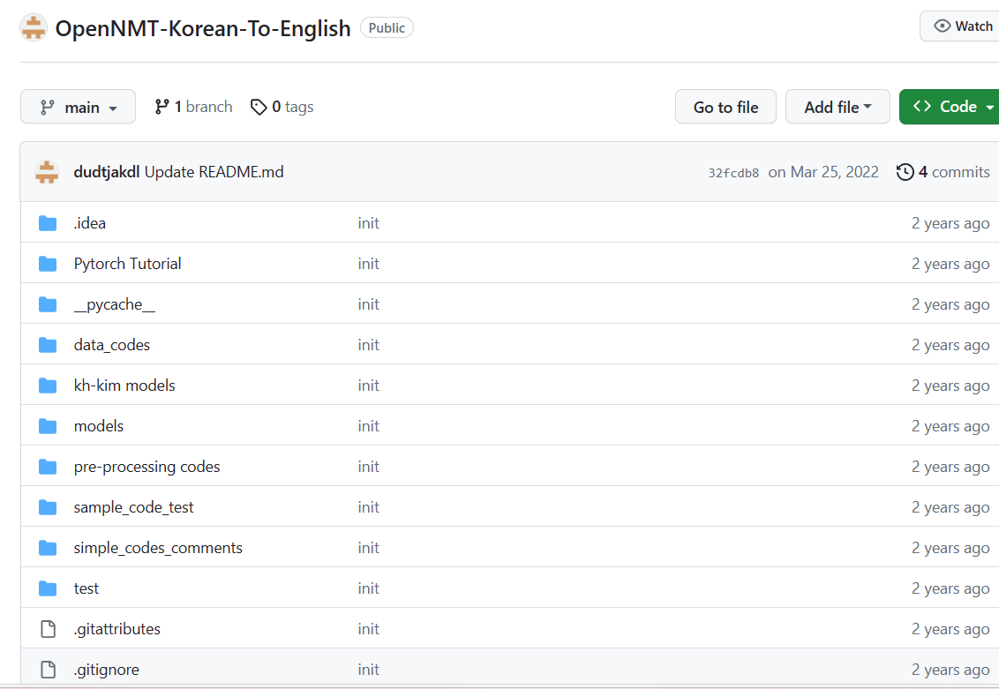 OpenNMT-Korean-To-English Public Watch
main 1 branch 0 tags Go to file Add file Code
dudtjakdl Update README.md 32fcdb8 on Mar 25, 2022 4 commits
.idea init 2 years ago
Pytorch Tutorial init 2 years ago
__pycache__ init 2 years ago
data_codes init 2 years ago
kh-kim models init 2 years ago
models init 2 years ago
pre-processing codes init 2 years ago
sample_code_test init 2 years ago
simple_codes_comments init 2 years ago
test init 2 years ago
.gitattributes init 2 years ago
.gitignore init 2 years ago